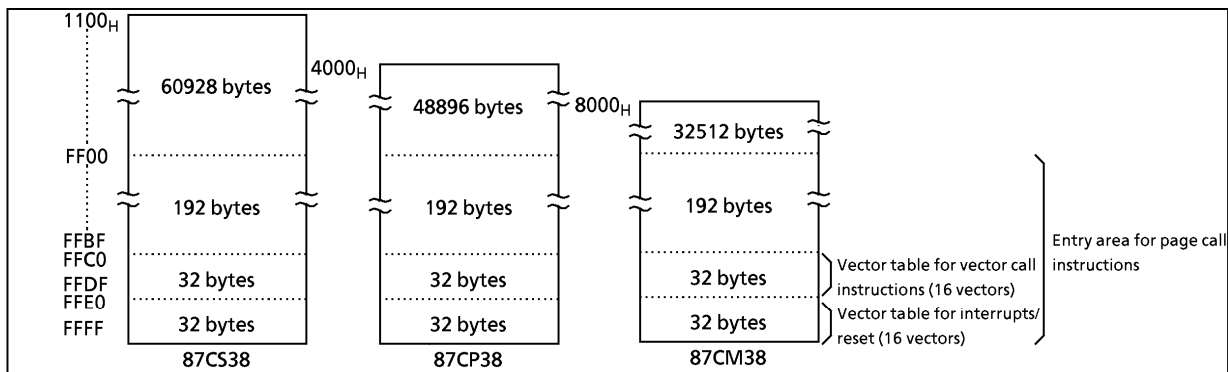 1100H
60928 bytes
4000H
48896 bytes
8000H
32512 bytes
FF00
192 bytes
192 bytes
192 bytes
FFBF
FFC0
FFDF
FFE0
FFFF
32 bytes
32 bytes
32 bytes
32 bytes
32 bytes
32 bytes
Vector table for vector call
instructions (16 vectors)
Vector table for interrupts/
reset (16 vectors)
Entry area for page call
instructions
87CS38
87CP38
87CM38